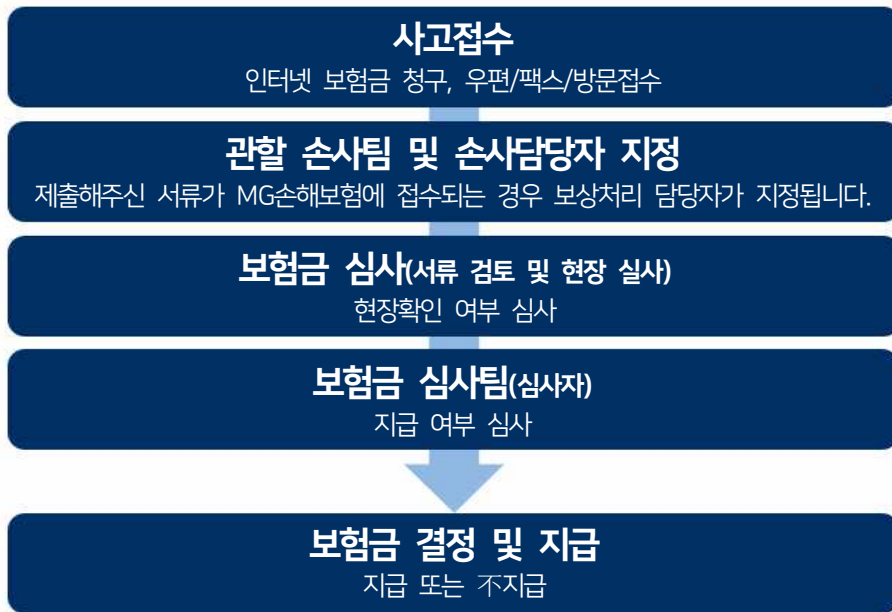 사고접수
인터넷 보험금 청구, 우편/팩스/방문접수
관할 손사팀 및 손사담당자 지정
제출해주신 서류가 MG손해보험에 접수되는 경우 보상처리 담당자가 지정됩니다.
보험금 심사(서류 검토 및 현장 실사)
현장확인 여부 심사
보험금 심사팀(심사자)
지급 여부 심사
보험금 결정 및 지급
지급 또는 不지급